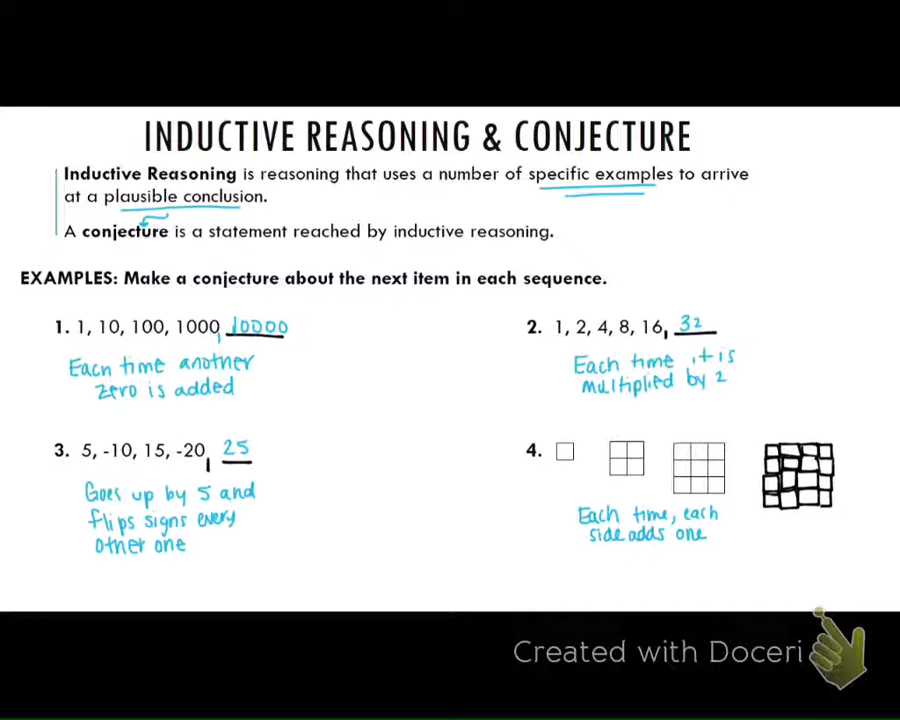 INDUCTIVE REASONING & CONJECTURE
Inductive Reasoning is reasoning that uses a number of specific examples to arrive
at a plausible conclusion.
A conjecture is a statement reached by inductive reasoning.
EXAMPLES: Make a conjecture about the next item in each sequence.
1. 1, 10, 100, 1000, 10000
Each time another
zero is added
2. 1, 2, 4, 8, 16, 32
Each time it is
multiplied by 2
3. 5, -10, 15, -20, 25
Goes up by 5 and
flips signs every
other one
4.
Each time, each
side adds one
Created with Doceri